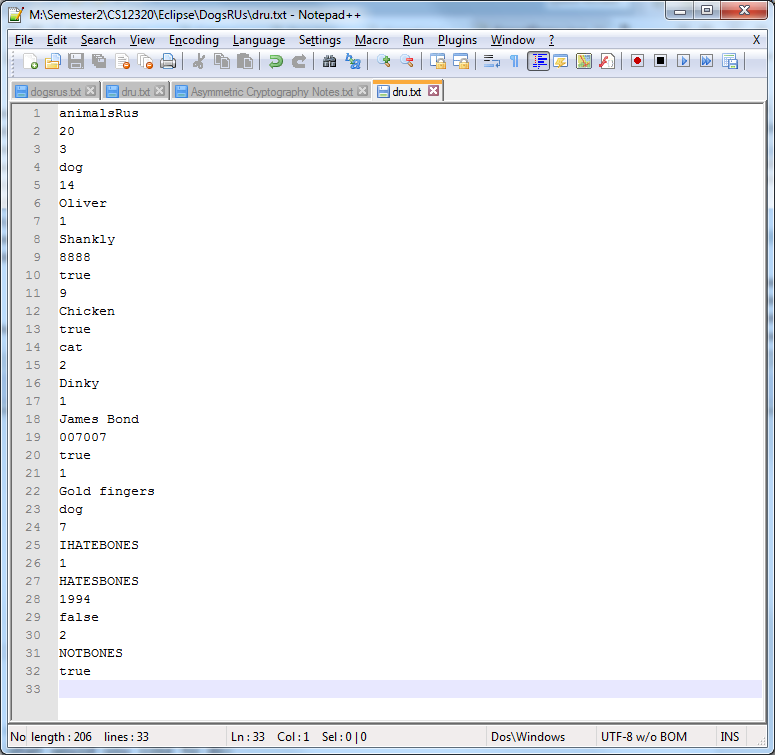 M:\Semester2\CS12320\Eclipse\DogsRUs\dru.txt - Notepad++
File Edit Search View Encoding Language Settings Macro Run Plugins Window ? X
dogsrus.txt dru.txt Asymmetric Cryptography Notes.txt dru.txt
1 animalsRus
2 20
3 3
4 dog
5 14
6 Oliver
7 1
8 Shankly
9 8888
10 true
11 9
12 Chicken
13 true
14 cat
15 2
16 Dinky
17 1
18 James Bond
19 007007
20 true
21 1
22 Gold fingers
23 dog
24 7
25 IHATEBONES
26 1
27 HATESBONES
28 1994
29 false
30 2
31 NOTBONES
32 true
33
No length : 206 lines : 33 Ln : 33 Col : 1 Sel : 0 | 0 Dos\Windows UTF-8 w/o BOM INS